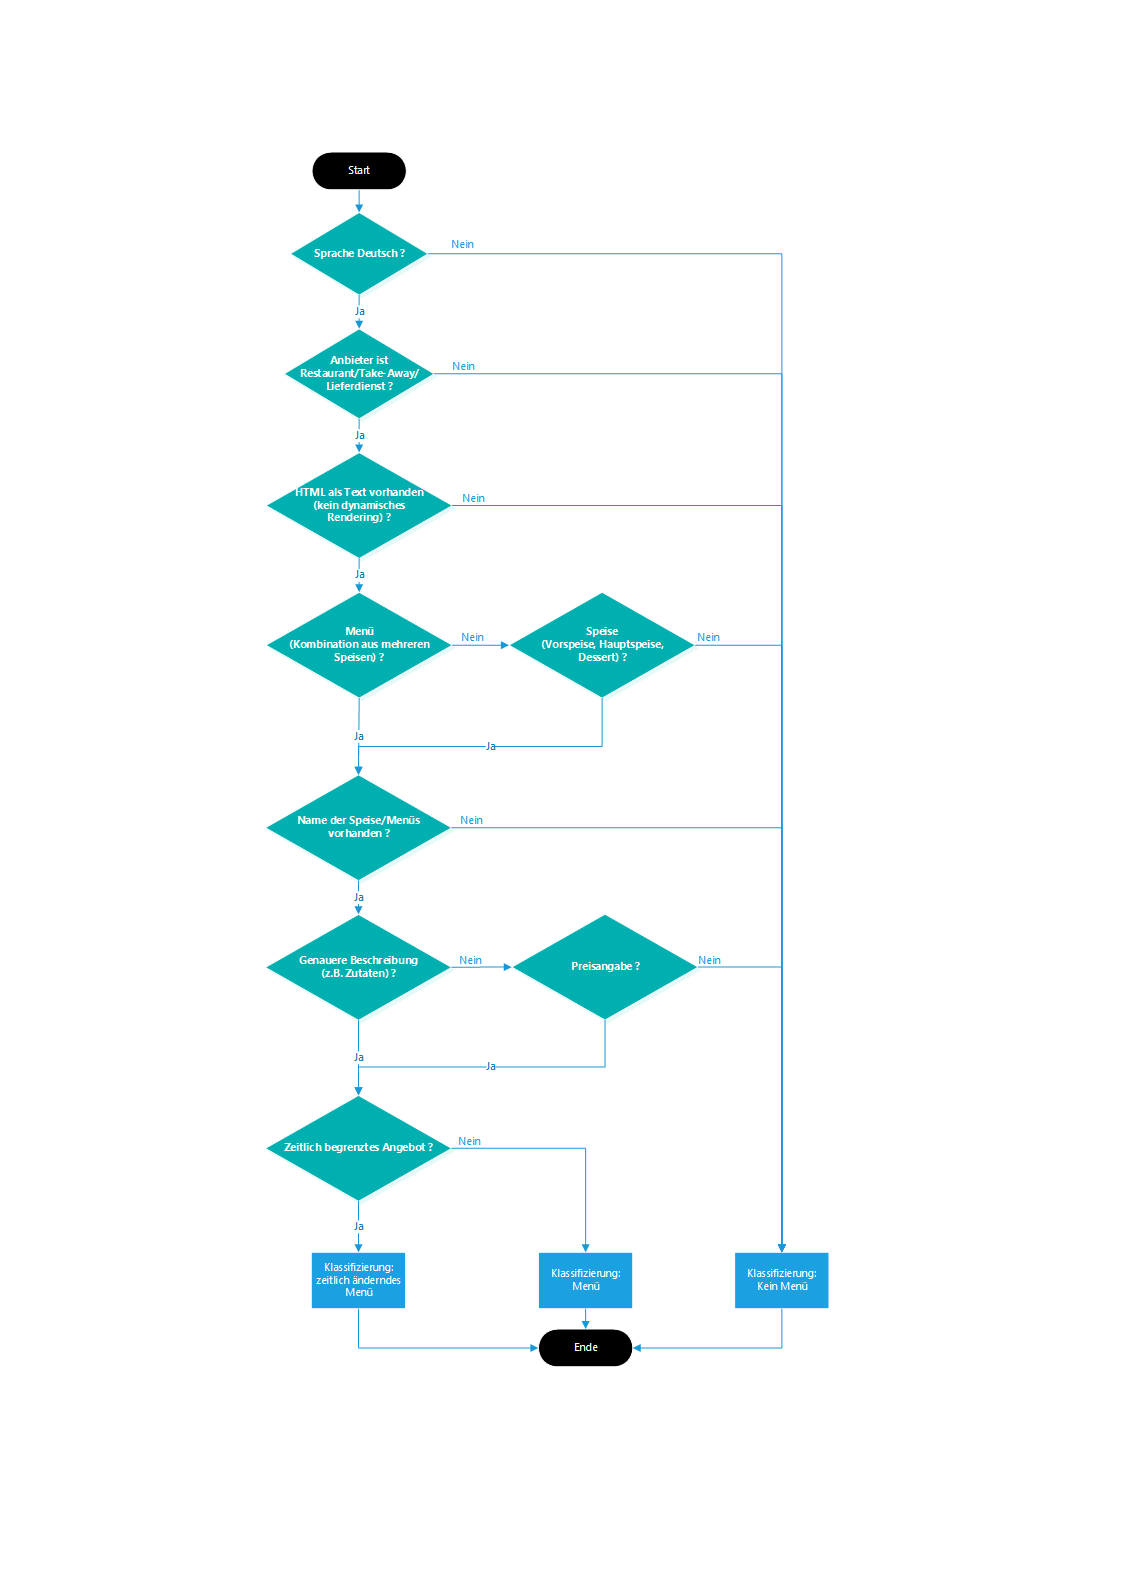 Start
Sprache Deutsch ?
Nein
Ja
Anbieter ist
Restaurant/Take-Away/
Lieferdienst ?
Nein
Ja
HTML als Text vorhanden
(kein dynamisches
Rendering) ?
Nein
Ja
Menü
(Kombination aus mehreren
Speisen) ?
Nein
Speise
(Vorspeise, Hauptspeise,
Dessert) ?
Nein
Ja
Ja
Name der Speise/Menüs
vorhanden ?
Nein
Ja
Genauere Beschreibung
(z.B. Zutaten) ?
Nein
Preisangabe ?
Nein
Ja
Ja
Zeitlich begrenztes Angebot ?
Nein
Ja
Klassifizierung:
zeitlich änderndes
Menü
Klassifizierung:
Menü
Klassifizierung:
Kein Menü
Ende